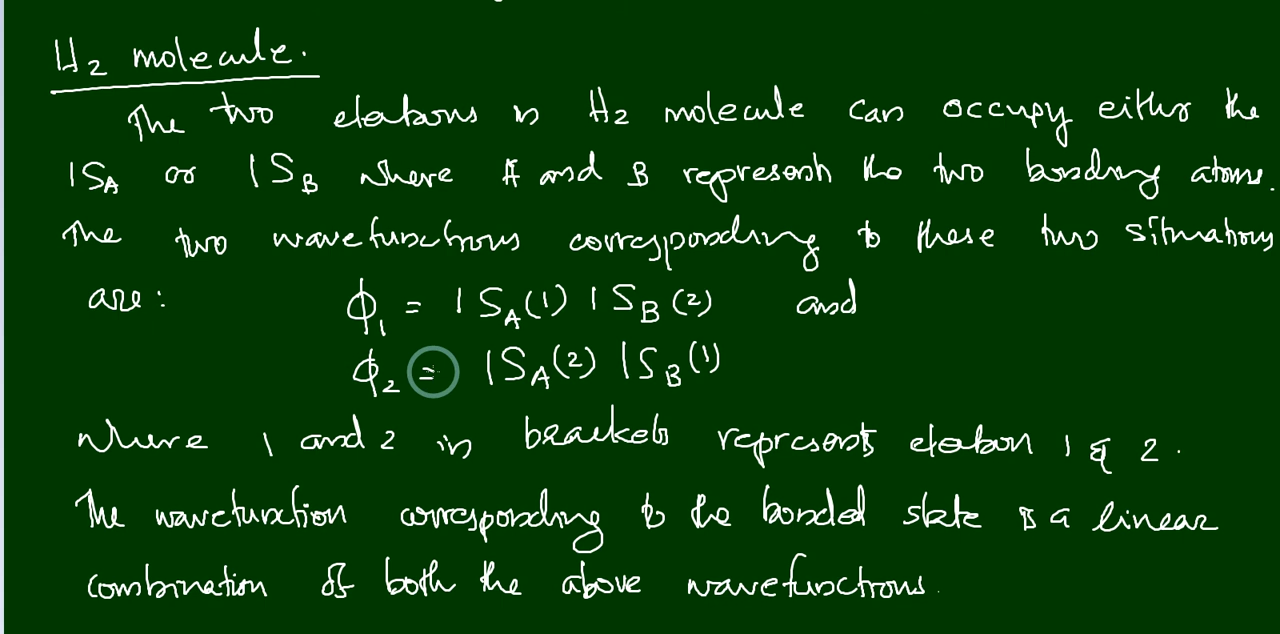 H2 molecule.
The two electrons in H2 molecule can occupy either the
1SA or 1SB where A and B represents the two bonding atoms.
The two wavefunctions corresponding to these two situations
are: ϕ1 = 1SA(1) 1SB(2) and
ϕ2 = 1SA(2) 1SB(1)
Where 1 and 2 in brackets represents electron 1 & 2.
The wavefunction corresponding to the bonded state is a linear
combination of both the above wavefunctions.